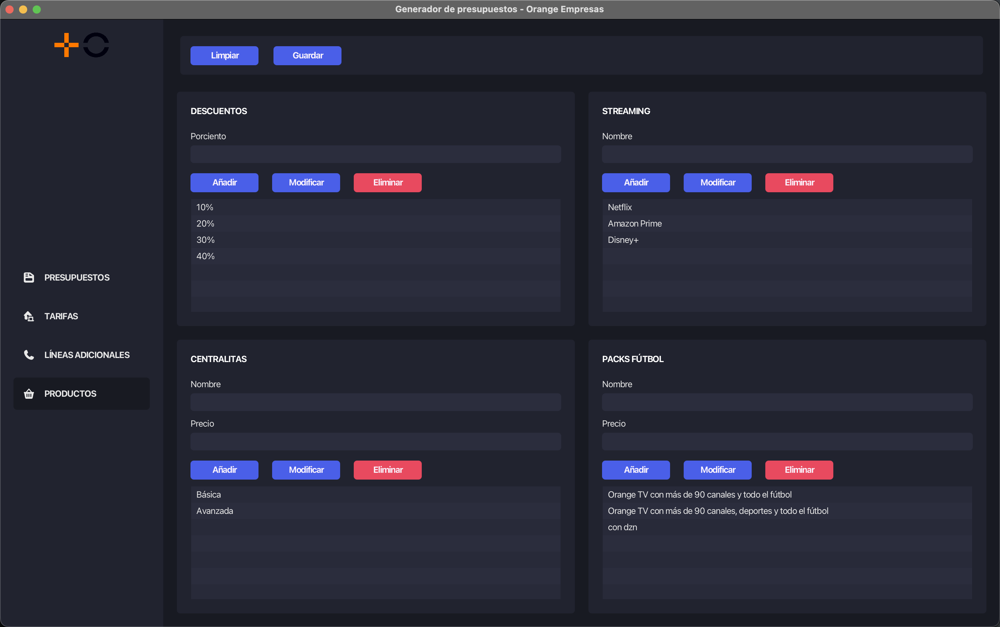 Generador de presupuestos - Orange Empresas
Limpiar
Guardar
PRESUPUESTOS
TARIFAS
LÍNEAS ADICIONALES
PRODUCTOS
DESCUENTOS
Porciento
Añadir
Modificar
Eliminar
10%
20%
30%
40%
STREAMING
Nombre
Añadir
Modificar
Eliminar
Netflix
Amazon Prime
Disney+
CENTRALITAS
Nombre
Precio
Añadir
Modificar
Eliminar
Básica
Avanzada
PACKS FÚTBOL
Nombre
Precio
Añadir
Modificar
Eliminar
Orange TV con más de 90 canales y todo el fútbol
Orange TV con más de 90 canales, deportes y todo el fútbol
con dzn